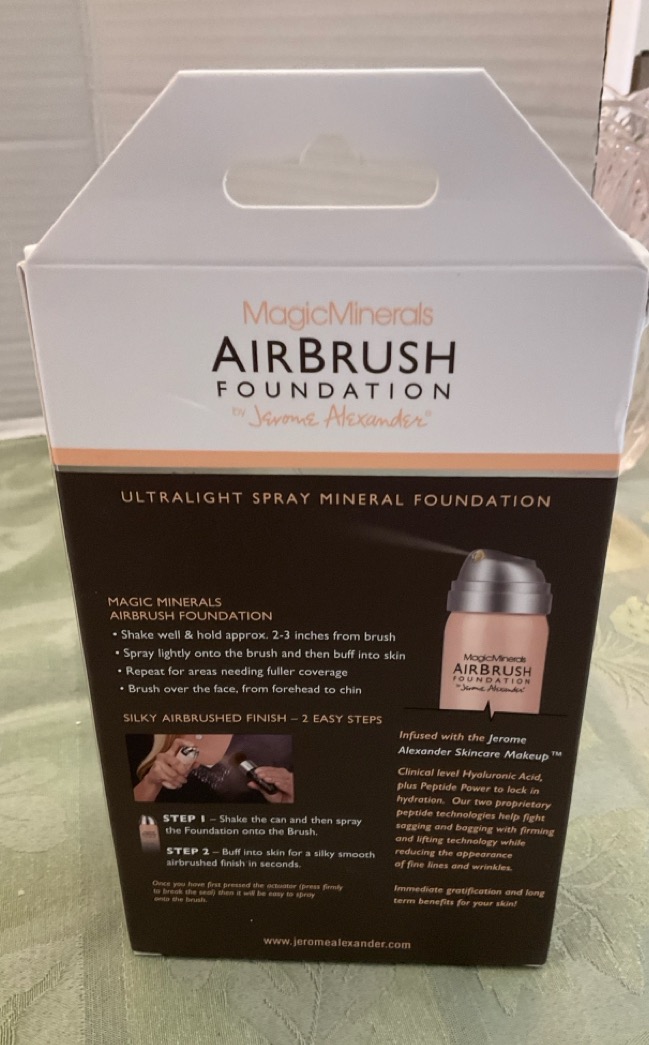 MagicMinerals
AIRBRUSH
FOUNDATION
by Jerome Alexander®
ULTRALIGHT SPRAY MINERAL FOUNDATION
MAGIC MINERALS
AIRBRUSH FOUNDATION
• Shake well & hold approx. 2-3 inches from brush
• Spray lightly onto the brush and then buff into skin
• Repeat for areas needing fuller coverage
• Brush over the face, from forehead to chin
SILKY AIRBRUSHED FINISH – 2 EASY STEPS
STEP 1 – Shake the can and then spray
the Foundation onto the Brush.
STEP 2 – Buff into skin for a silky smooth
airbrushed finish in seconds.
Once you have first pressed the actuator (press firmly
to break the seal) then it will be easy to spray
onto the brush.
MagicMinerals
AIRBRUSH
FOUNDATION
by Jerome Alexander
Infused with the Jerome
Alexander Skincare Makeup™
Clinical level Hyaluronic Acid,
plus Peptide Power to lock in
hydration. Our two proprietary
peptide technologies help fight
sagging and bagging with firming
and lifting technology while
reducing the appearance
of fine lines and wrinkles.
Immediate gratification and long
term benefits for your skin!
www.jeromealexander.com